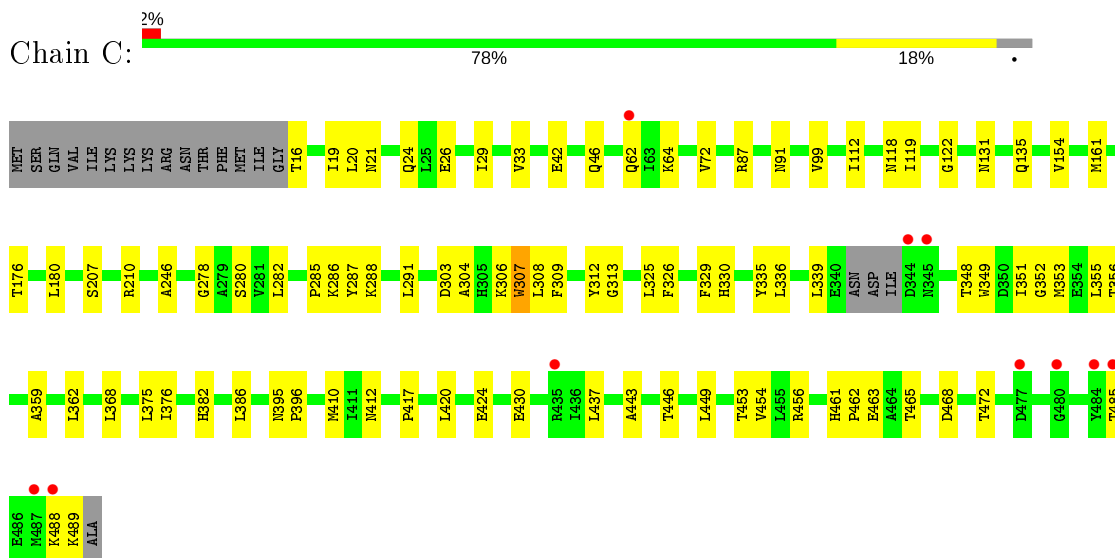 2%
Chain C:
78%
18%
MET SER GLN VAL ILE LYS LYS LYS ARG ASN THR PHE MET ILE GLY T16 I19 L20 N21 Q24 L25 E26 I29 V33 E42 Q46 Q62 I63 K64 V72 R87 N91 V99 I112 N118 I119 G122 N131 Q135 V154 M161
T176 L180 S207 R210 A246 G278 A279 S280 V281 L282 P285 K286 Y287 K288 L291 D303 A304 H305 K306 W307 L308 F309 Y312 G313 L325 F326 F329 H330 Y335 L336 L339 E340 ASN ASP ILE D344 N345 T348 W349 D350 I351 G352 M353 E354 L355 T356
A359 L362 L368 L375 I376 H382 L386 N395 P396 M410 I411 N412 P417 L420 E424 E430 R435 I436 L437 A443 T446 L449 T453 V454 L455 R456 H461 P462 E463 A464 T465 D468 T472 D477 G480 Y484 T485
E486 M487 K488 K489 ALA